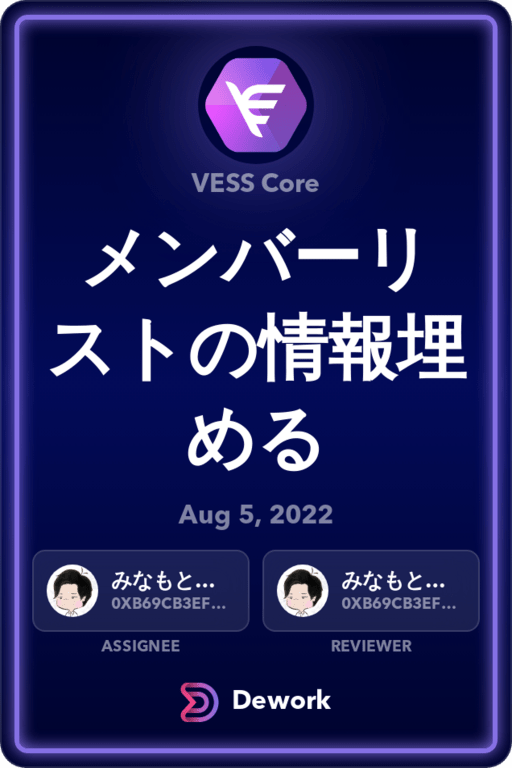 VESS Core
メンバーリ
ストの情報埋
める
Aug 5, 2022
みなもと...
0XB69CB3EF...
ASSIGNEE
みなもと...
0XB69CB3EF...
REVIEWER
Dework